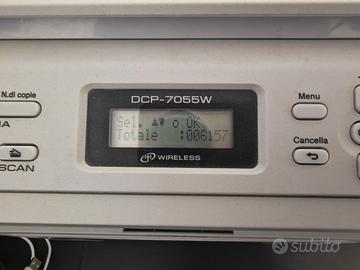 N.di copie
DCP-7055W
Menu
Sel. ▲▼ o OK
Totale :006157
Cancella
WIRELESS
SCAN
subito